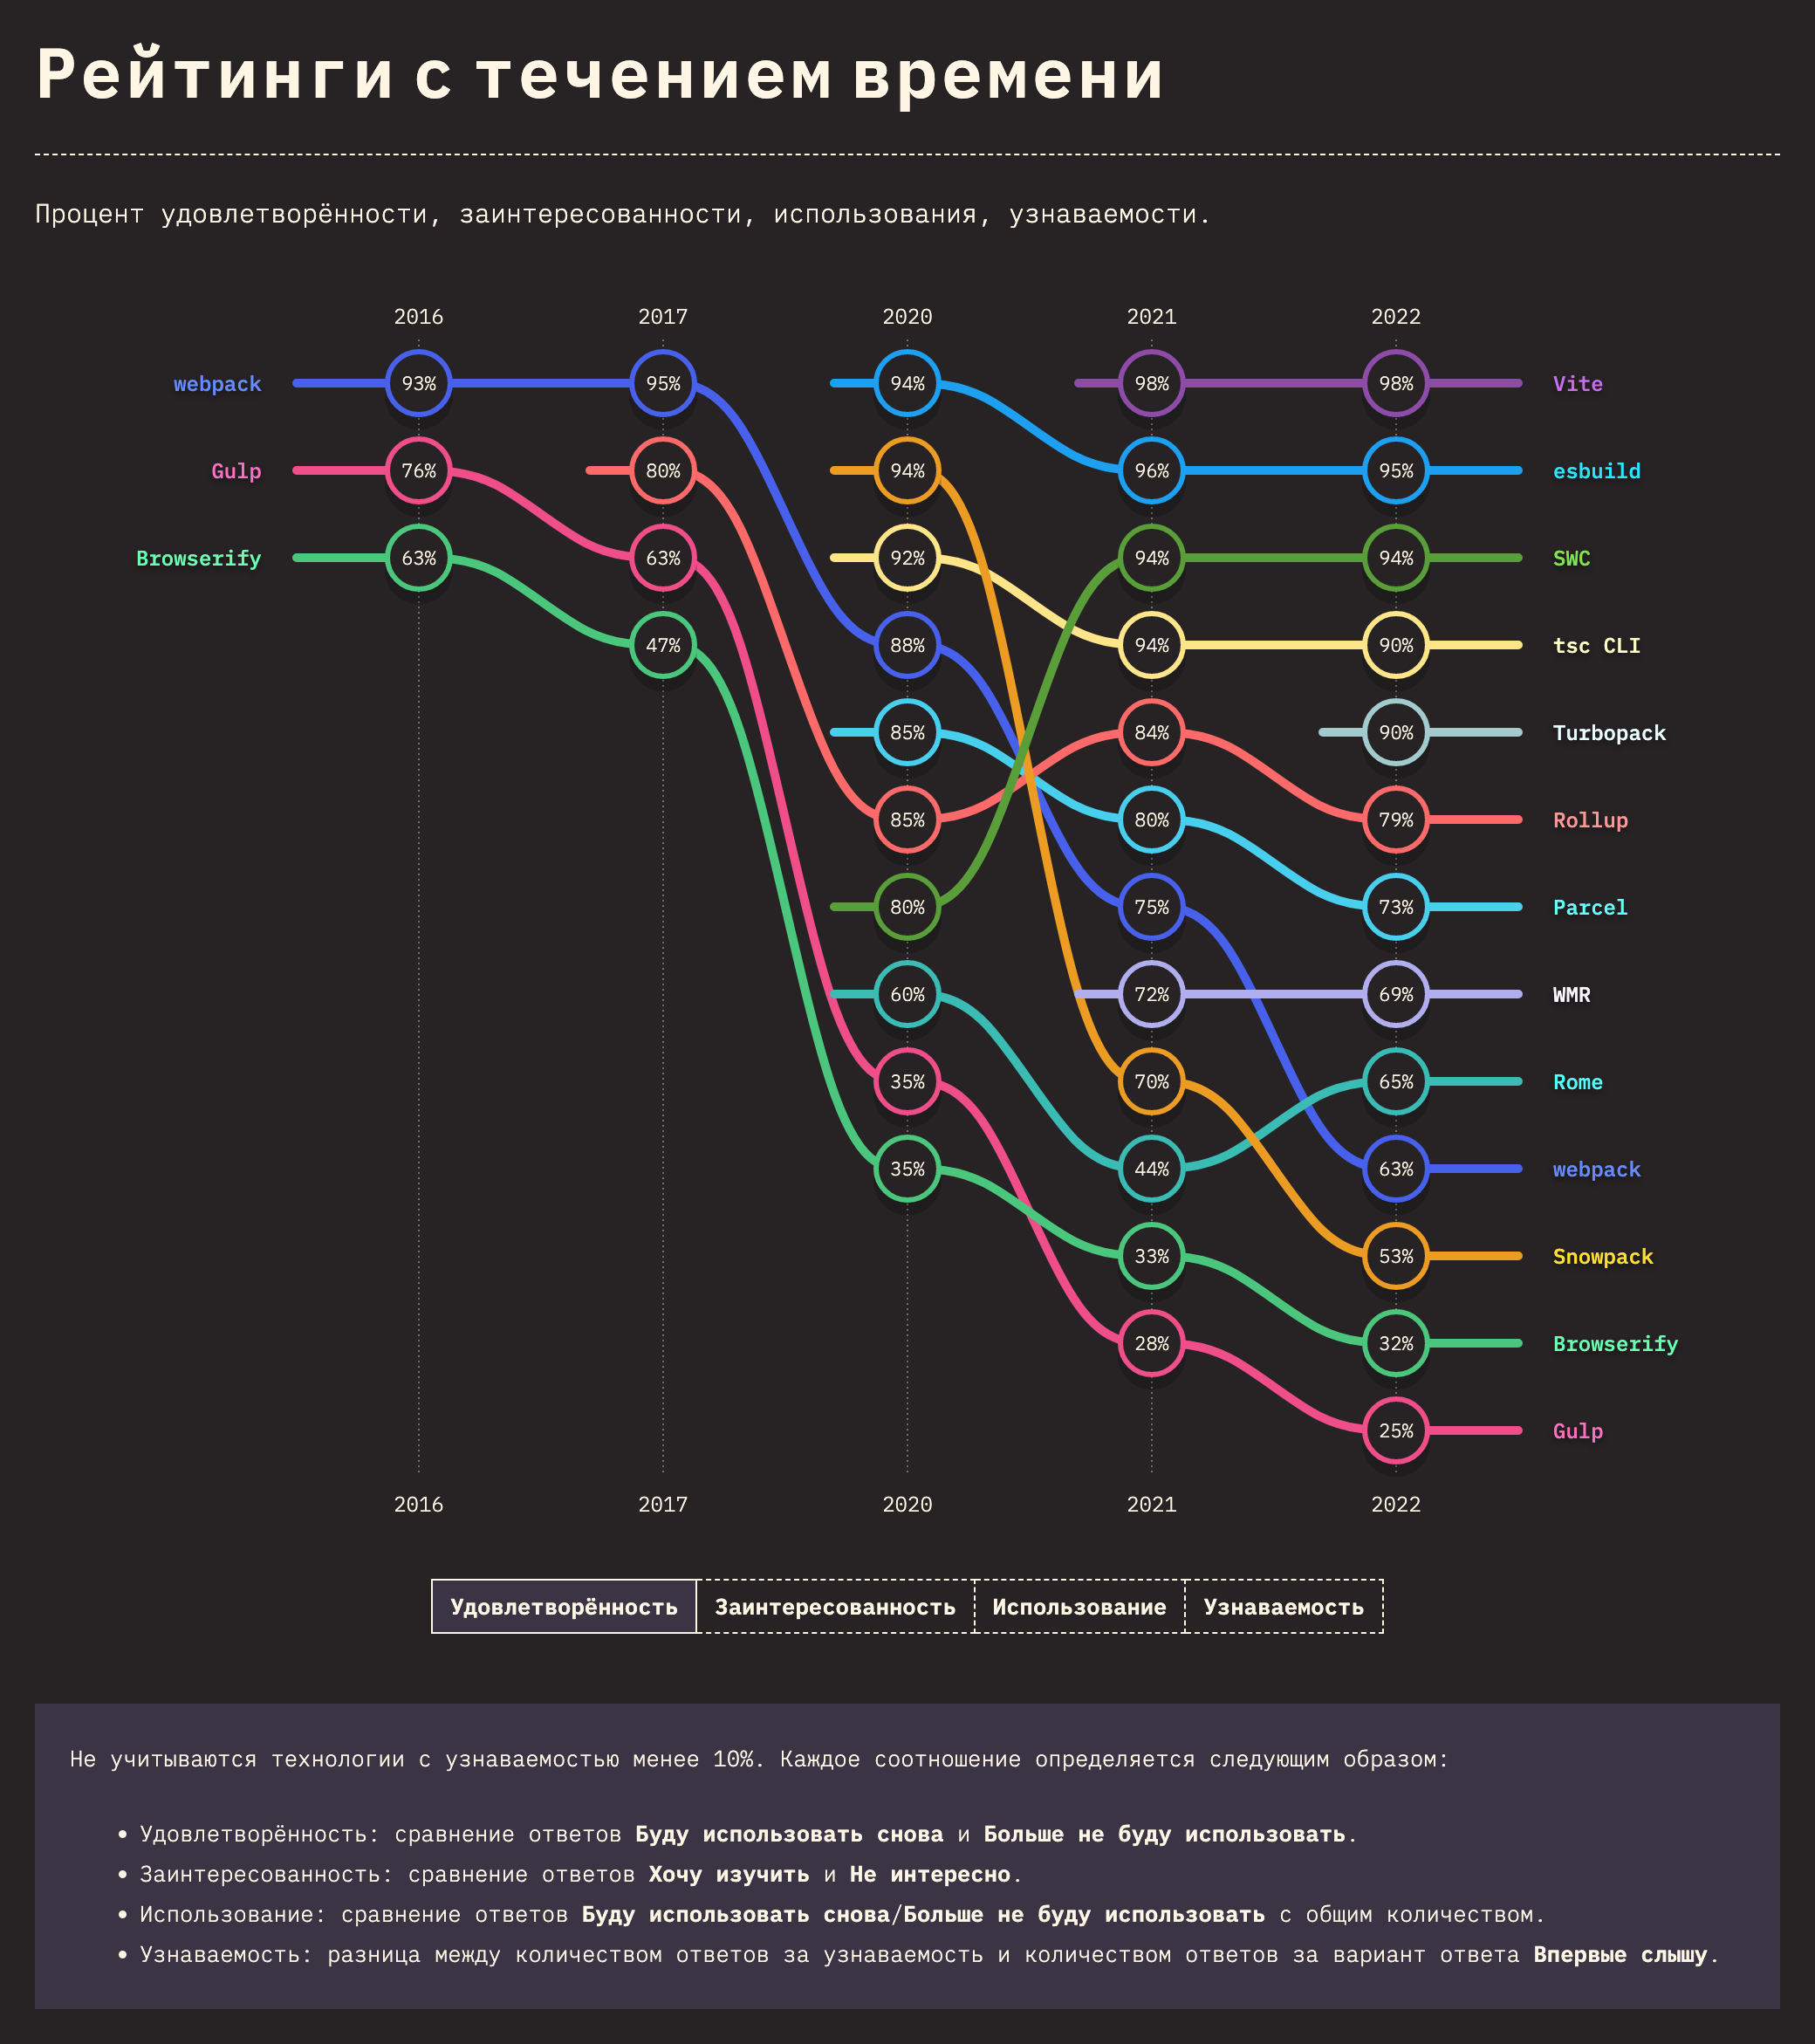 Рейтинги с течением времени
Процент удовлетворённости, заинтересованности, использования, узнаваемости.
2016 2017 2020 2021 2022
webpack 93% 95% 94% 98% 98% Vite
Gulp 76% 80% 94% 96% 95% esbuild
Browserify 63% 63% 92% 94% 94% SWC
47% 88% 94% 90% tsc CLI
85% 84% 90% Turbopack
85% 80% 79% Rollup
80% 75% 73% Parcel
60% 72% 69% WMR
35% 70% 65% Rome
35% 44% 63% webpack
33% 53% Snowpack
28% 32% Browserify
25% Gulp
2016 2017 2020 2021 2022
Удовлетворённость Заинтересованность Использование Узнаваемость
Не учитываются технологии с узнаваемостью менее 10%. Каждое соотношение определяется следующим образом:
• Удовлетворённость: сравнение ответов Буду использовать снова и Больше не буду использовать.
• Заинтересованность: сравнение ответов Хочу изучить и Не интересно.
• Использование: сравнение ответов Буду использовать снова/Больше не буду использовать с общим количеством.
• Узнаваемость: разница между количеством ответов за узнаваемость и количеством ответов за вариант ответа Впервые слышу.